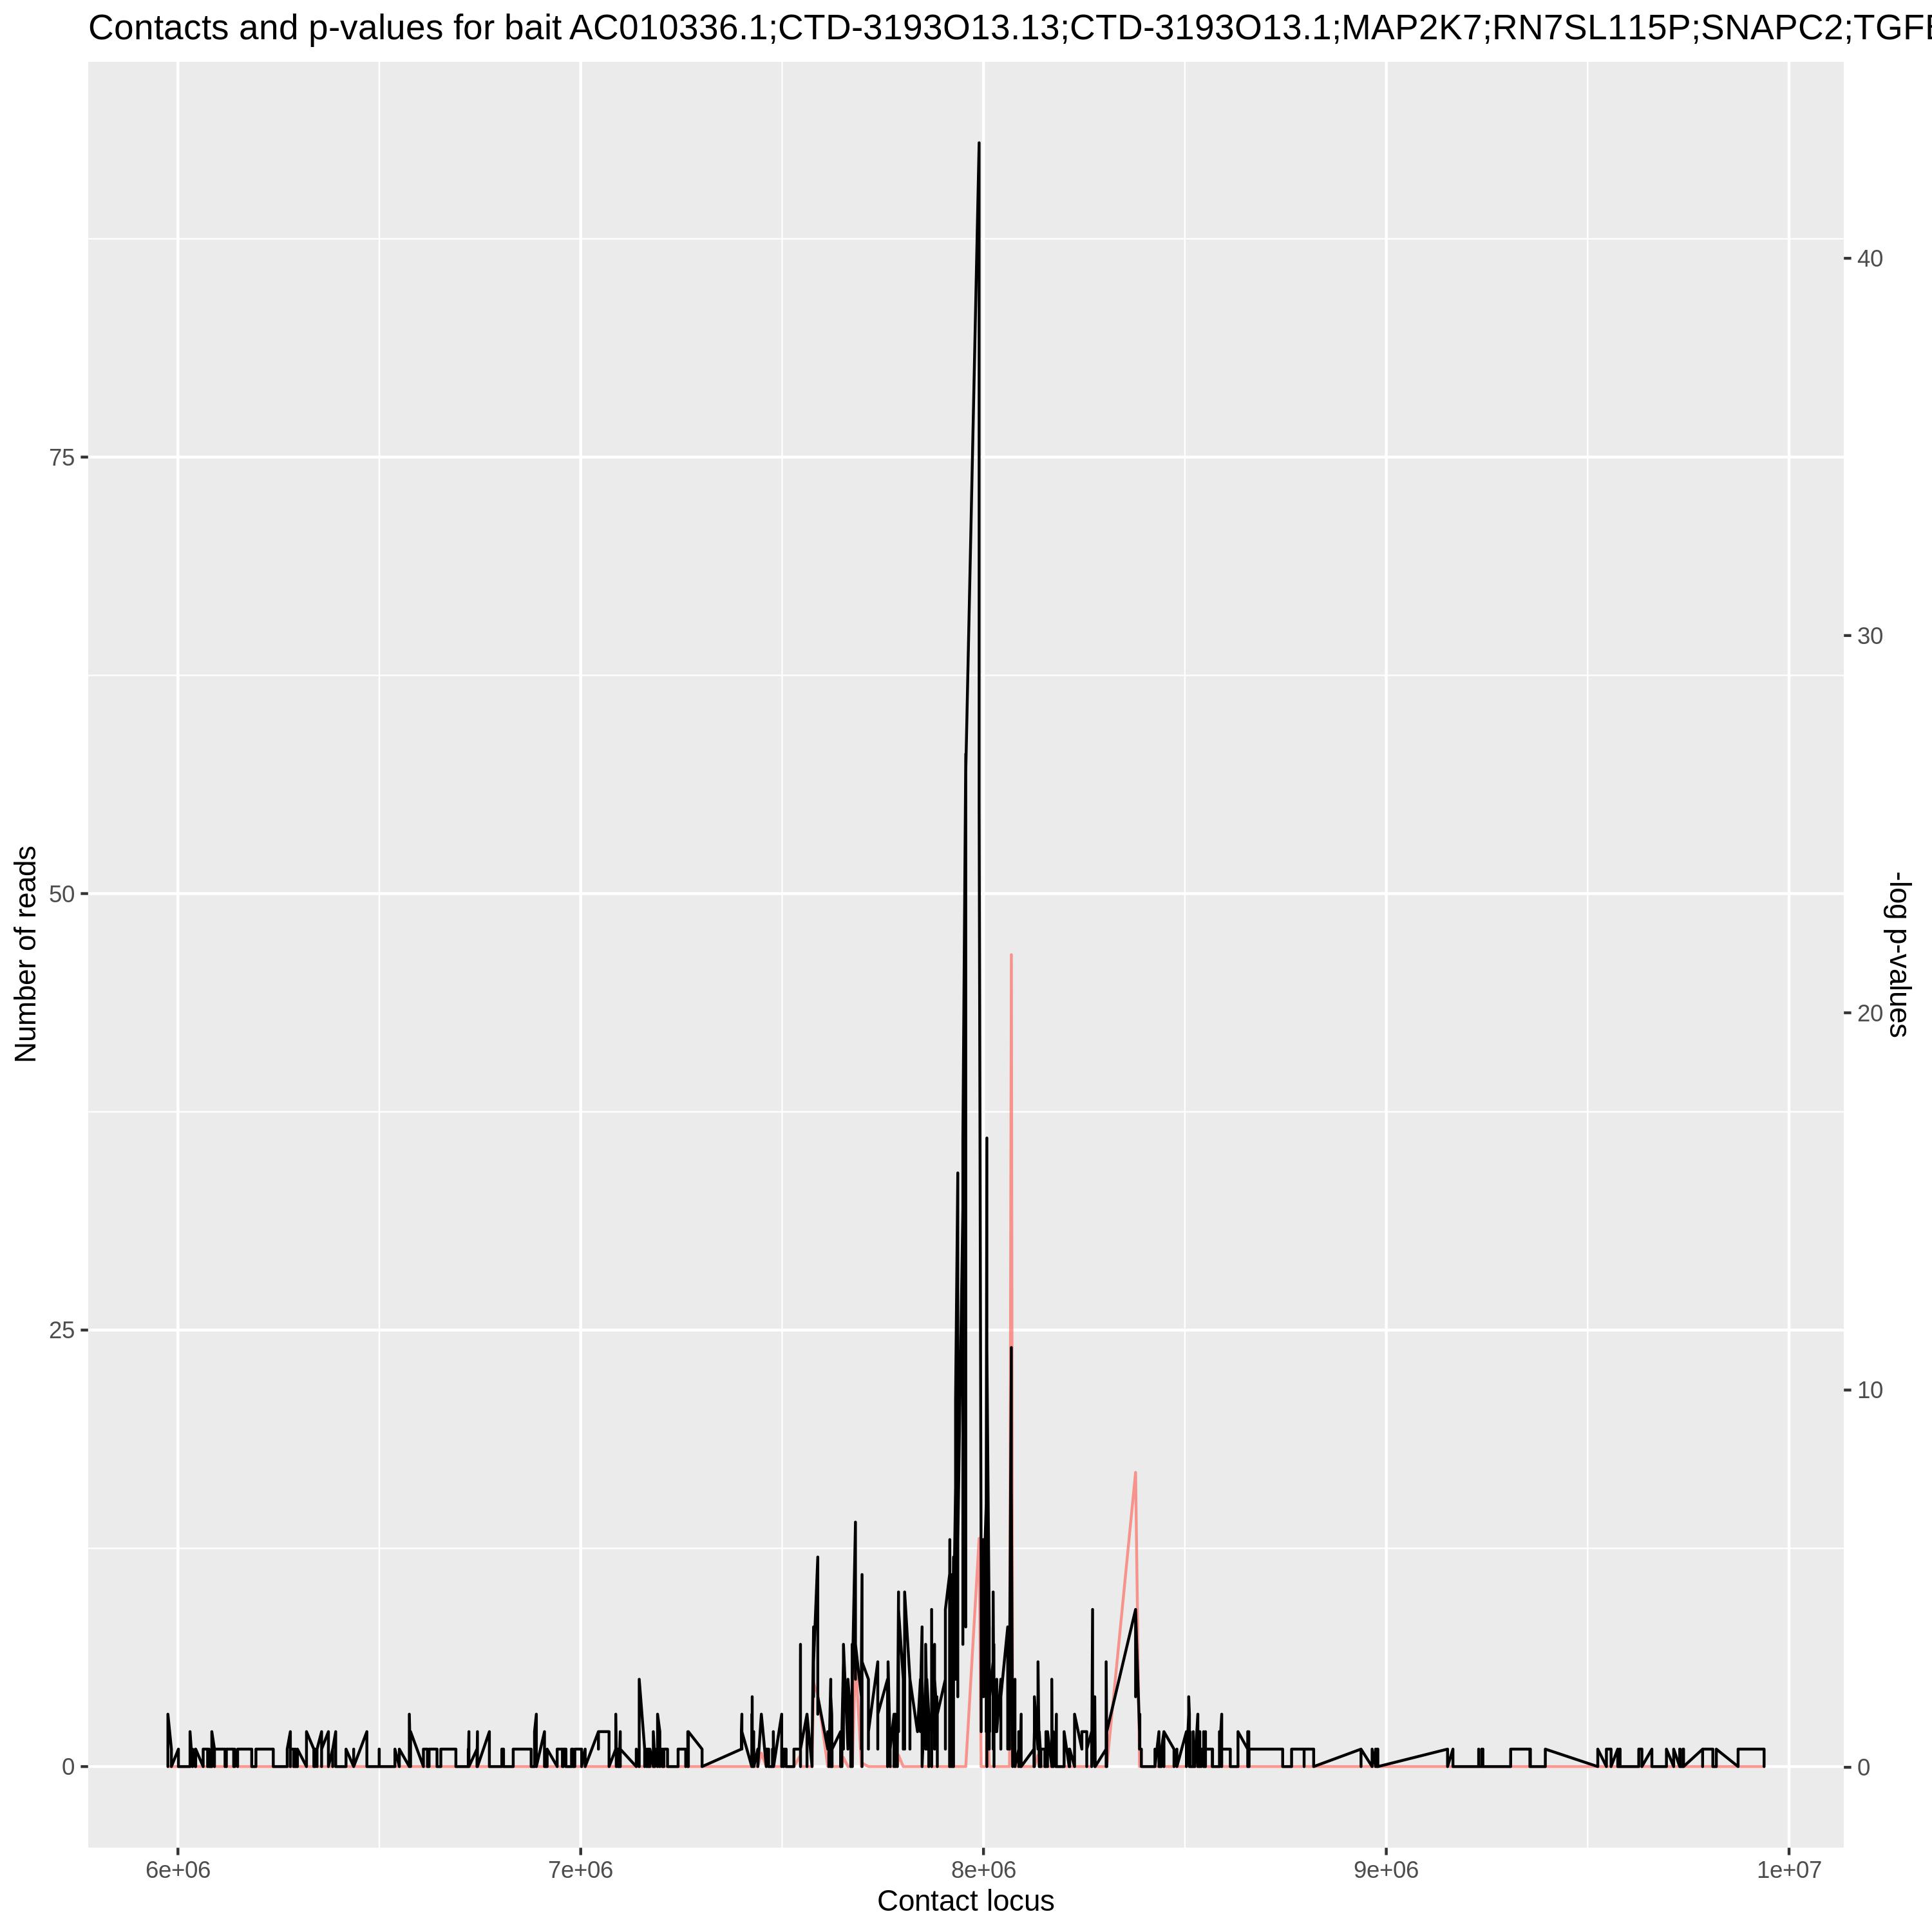 Contacts and p-values for bait AC010336.1;CTD-3193O13.13;CTD-3193O13.1;MAP2K7;RN7SL115P;SNAPC2;TGF
Number of reads
75
50
25
0
40
30
20
10
0
-log p-values
6e+06 7e+06 8e+06 9e+06 1e+07
Contact locus